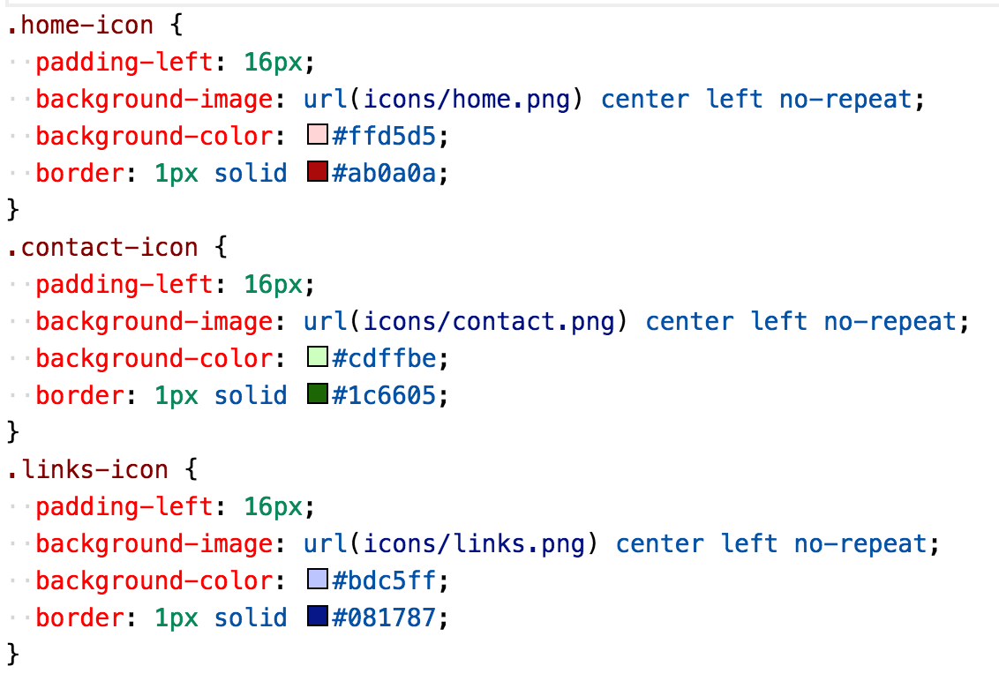 .home-icon {
  padding-left: 16px;
  background-image: url(icons/home.png) center left no-repeat;
  background-color: #ffd5d5;
  border: 1px solid #ab0a0a;
}
.contact-icon {
  padding-left: 16px;
  background-image: url(icons/contact.png) center left no-repeat;
  background-color: #cdffbe;
  border: 1px solid #1c6605;
}
.links-icon {
  padding-left: 16px;
  background-image: url(icons/links.png) center left no-repeat;
  background-color: #bdc5ff;
  border: 1px solid #081787;
}